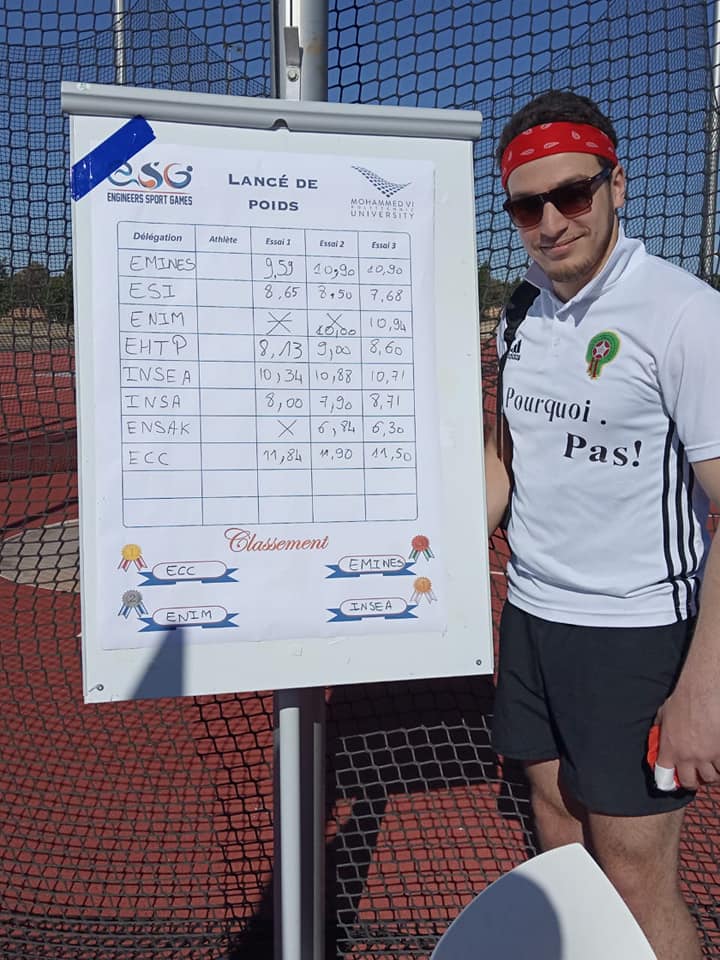 ESG
ENGINEERS SPORT GAMES
LANCÉ DE
POIDS
MOHAMMED VI
POLYTECHNIC
UNIVERSITY
Délégation Athlète Essai 1 Essai 2 Essai 3
EMINES 9,59 10,90 10,90
ESI 8,65 8,50 7,68
ENIM X X 10,00 10,94
EHTP 8,13 9,00 8,60
INSEA 10,34 10,88 10,71
INSA 8,00 7,90 8,71
ENSAK X 6,84 6,30
ECC 11,84 11,90 11,50
Classement
1 ECC
EMINES
2 ENIM
INSEA
Pourquoi.
Pas!